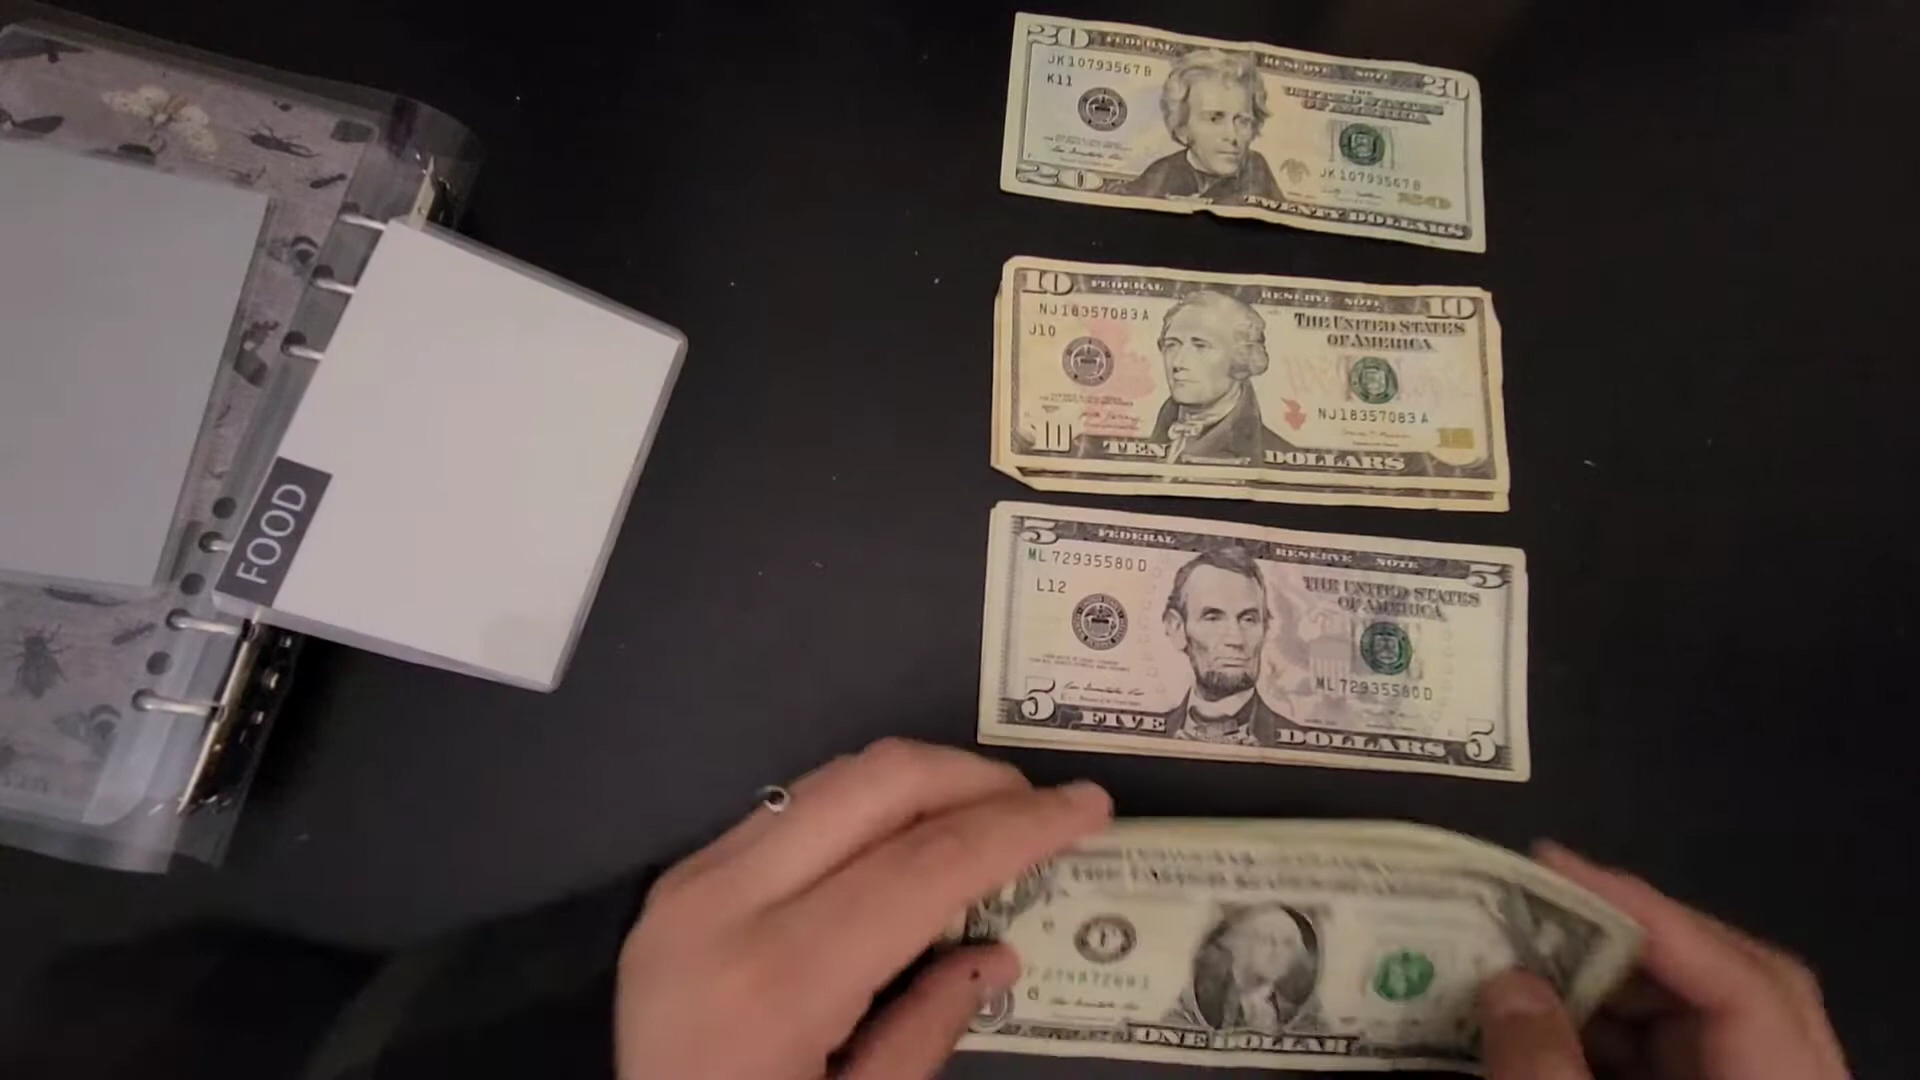 FOOD
20 FEDERAL RESERVE NOTE 20
JK10793567B
THE
UNITED STATES
OF AMERICA
K11
JK10793567B
20 TWENTY DOLLARS 20
10 FEDERAL RESERVE NOTE 10
NJ18357083A
THE UNITED STATES
OF AMERICA
J10
NJ18357083A
10 TEN DOLLARS 10
5 FEDERAL RESERVE NOTE 5
ML72935580D
THE UNITED STATES
OF AMERICA
L12
ML72935580D
5 FIVE DOLLARS 5
6
ONE DOLLAR